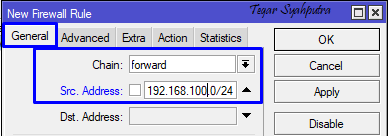 New Firewall Rule
Tegar Syahputra
General Advanced Extra Action Statistics
Chain: forward
Src. Address: 192.168.100.0/24
Dst. Address:
OK
Cancel
Apply
Disable